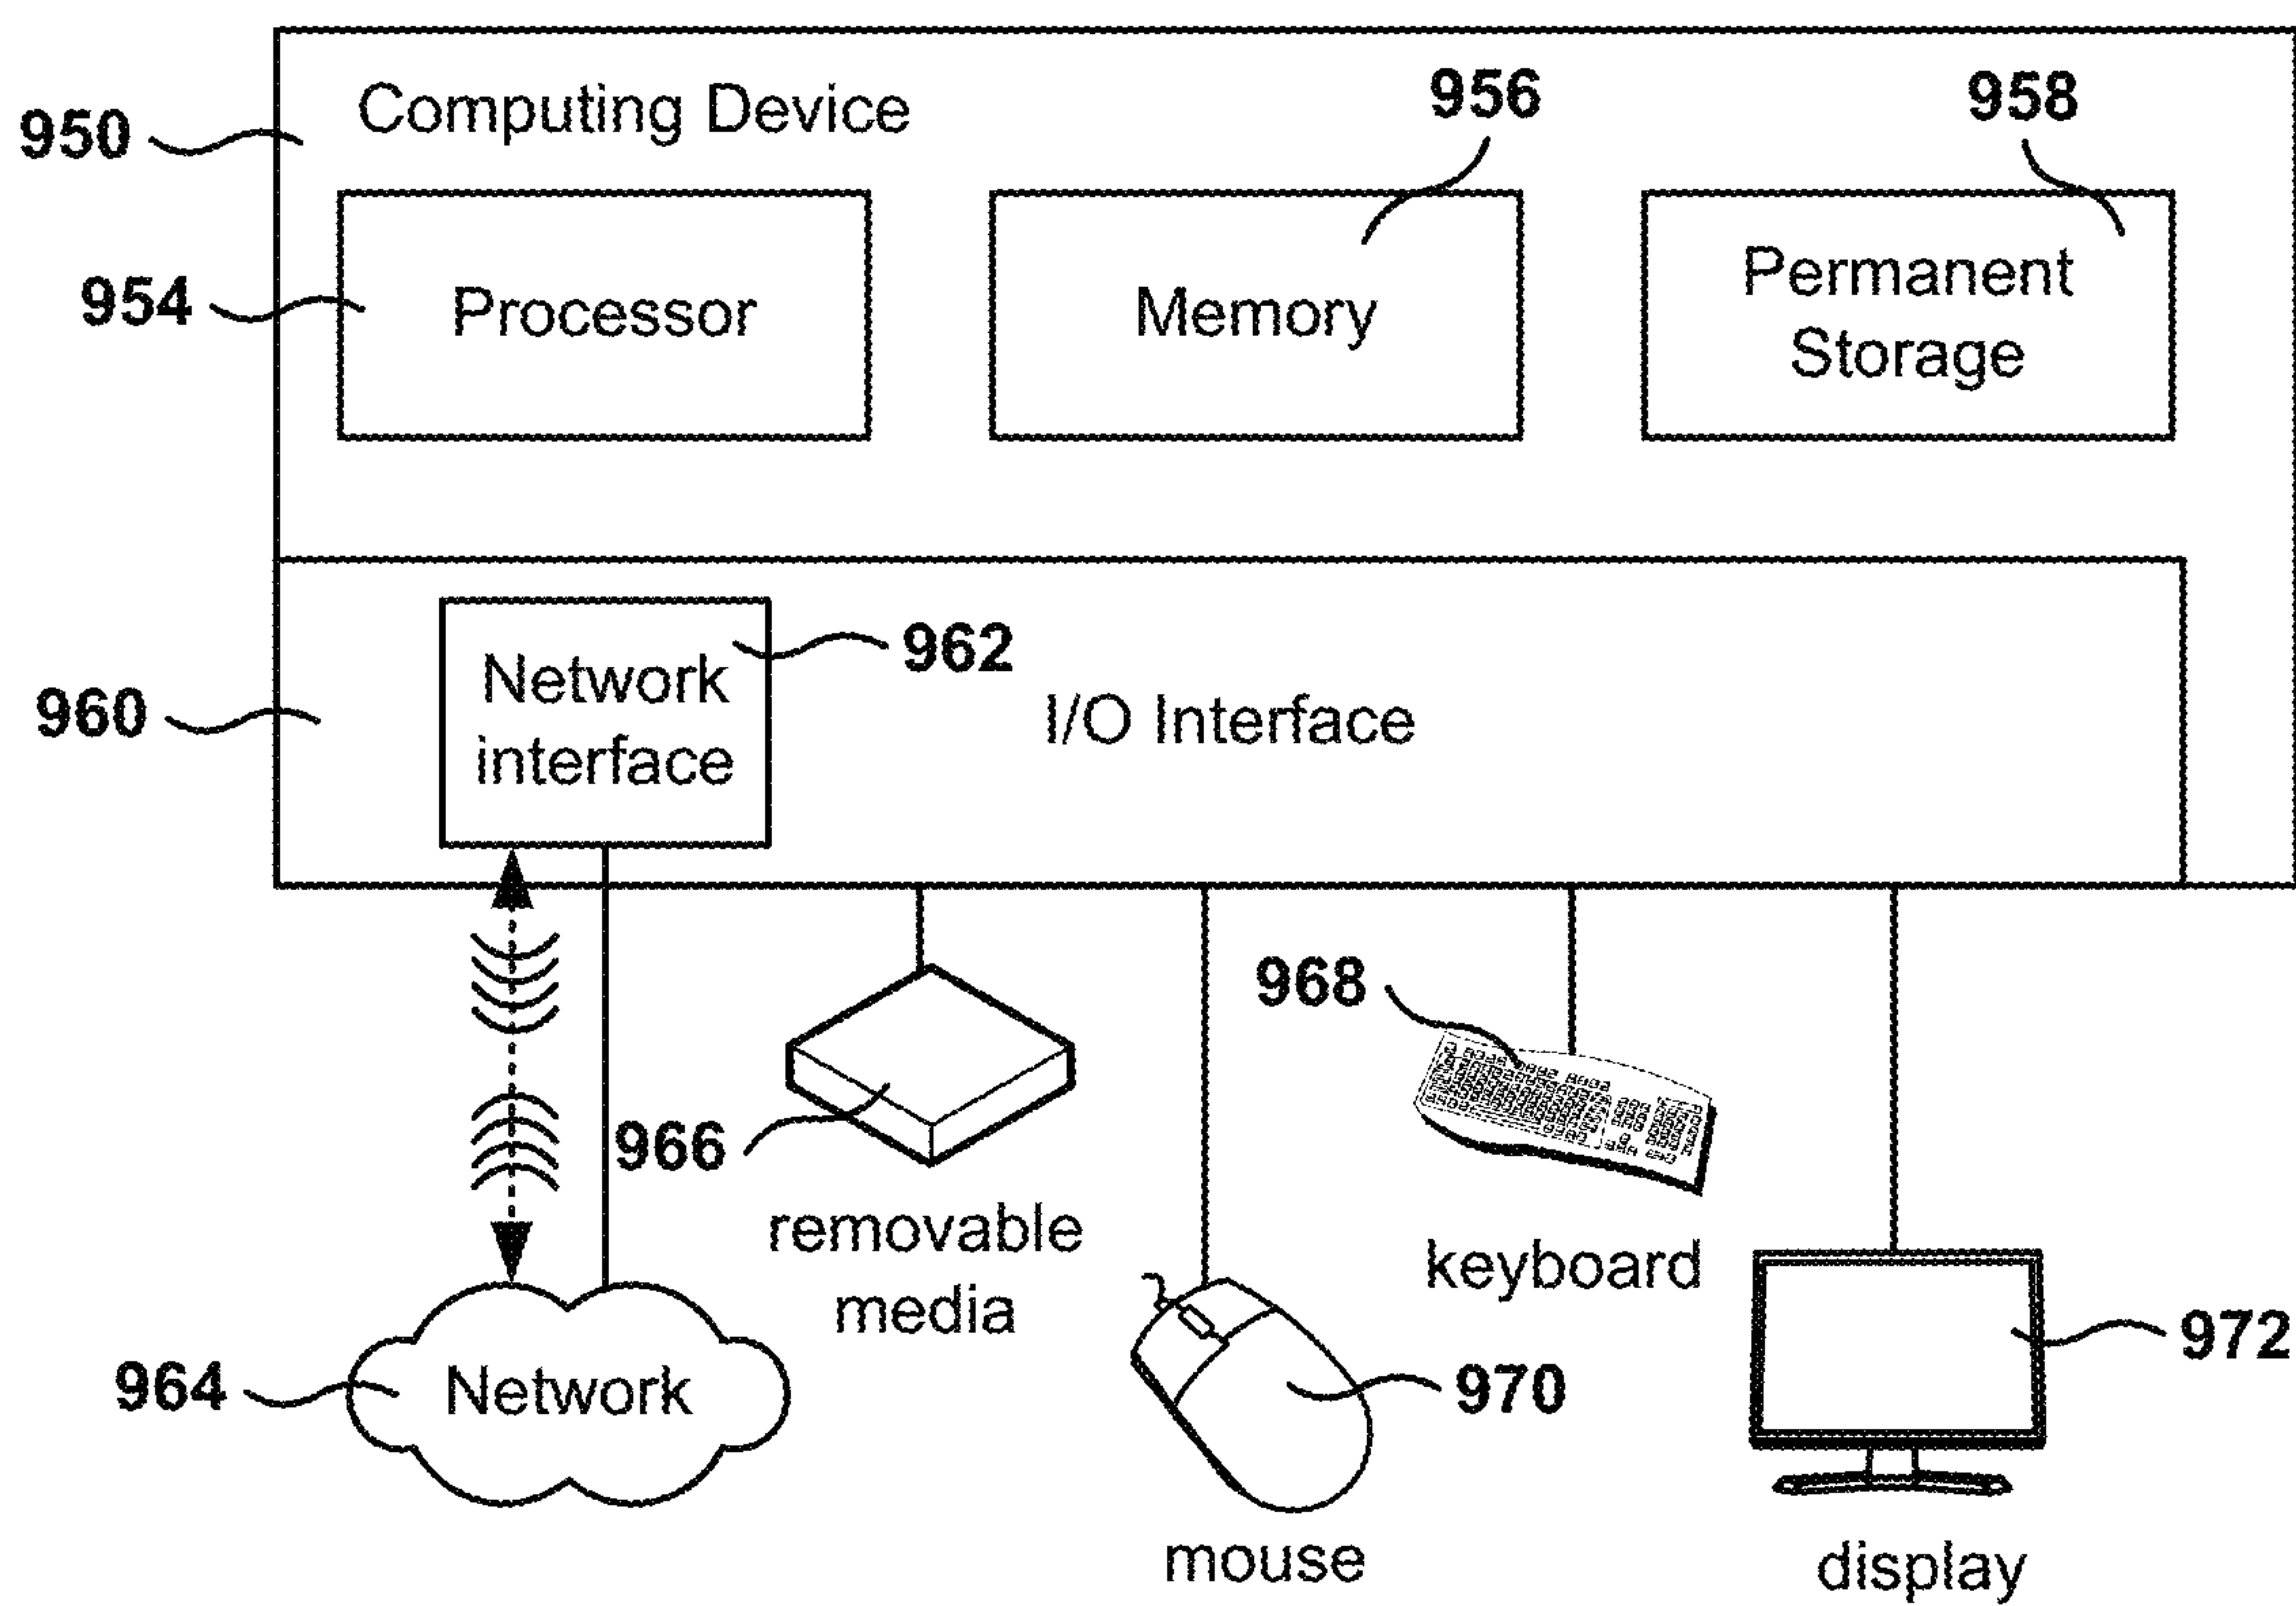 Computing Device
950
956
958
954
Processor
Memory
Permanent
Storage
960
Network
interface
962
I/O Interface
968
966
removable
media
keyboard
964
Network
970
972
mouse
display